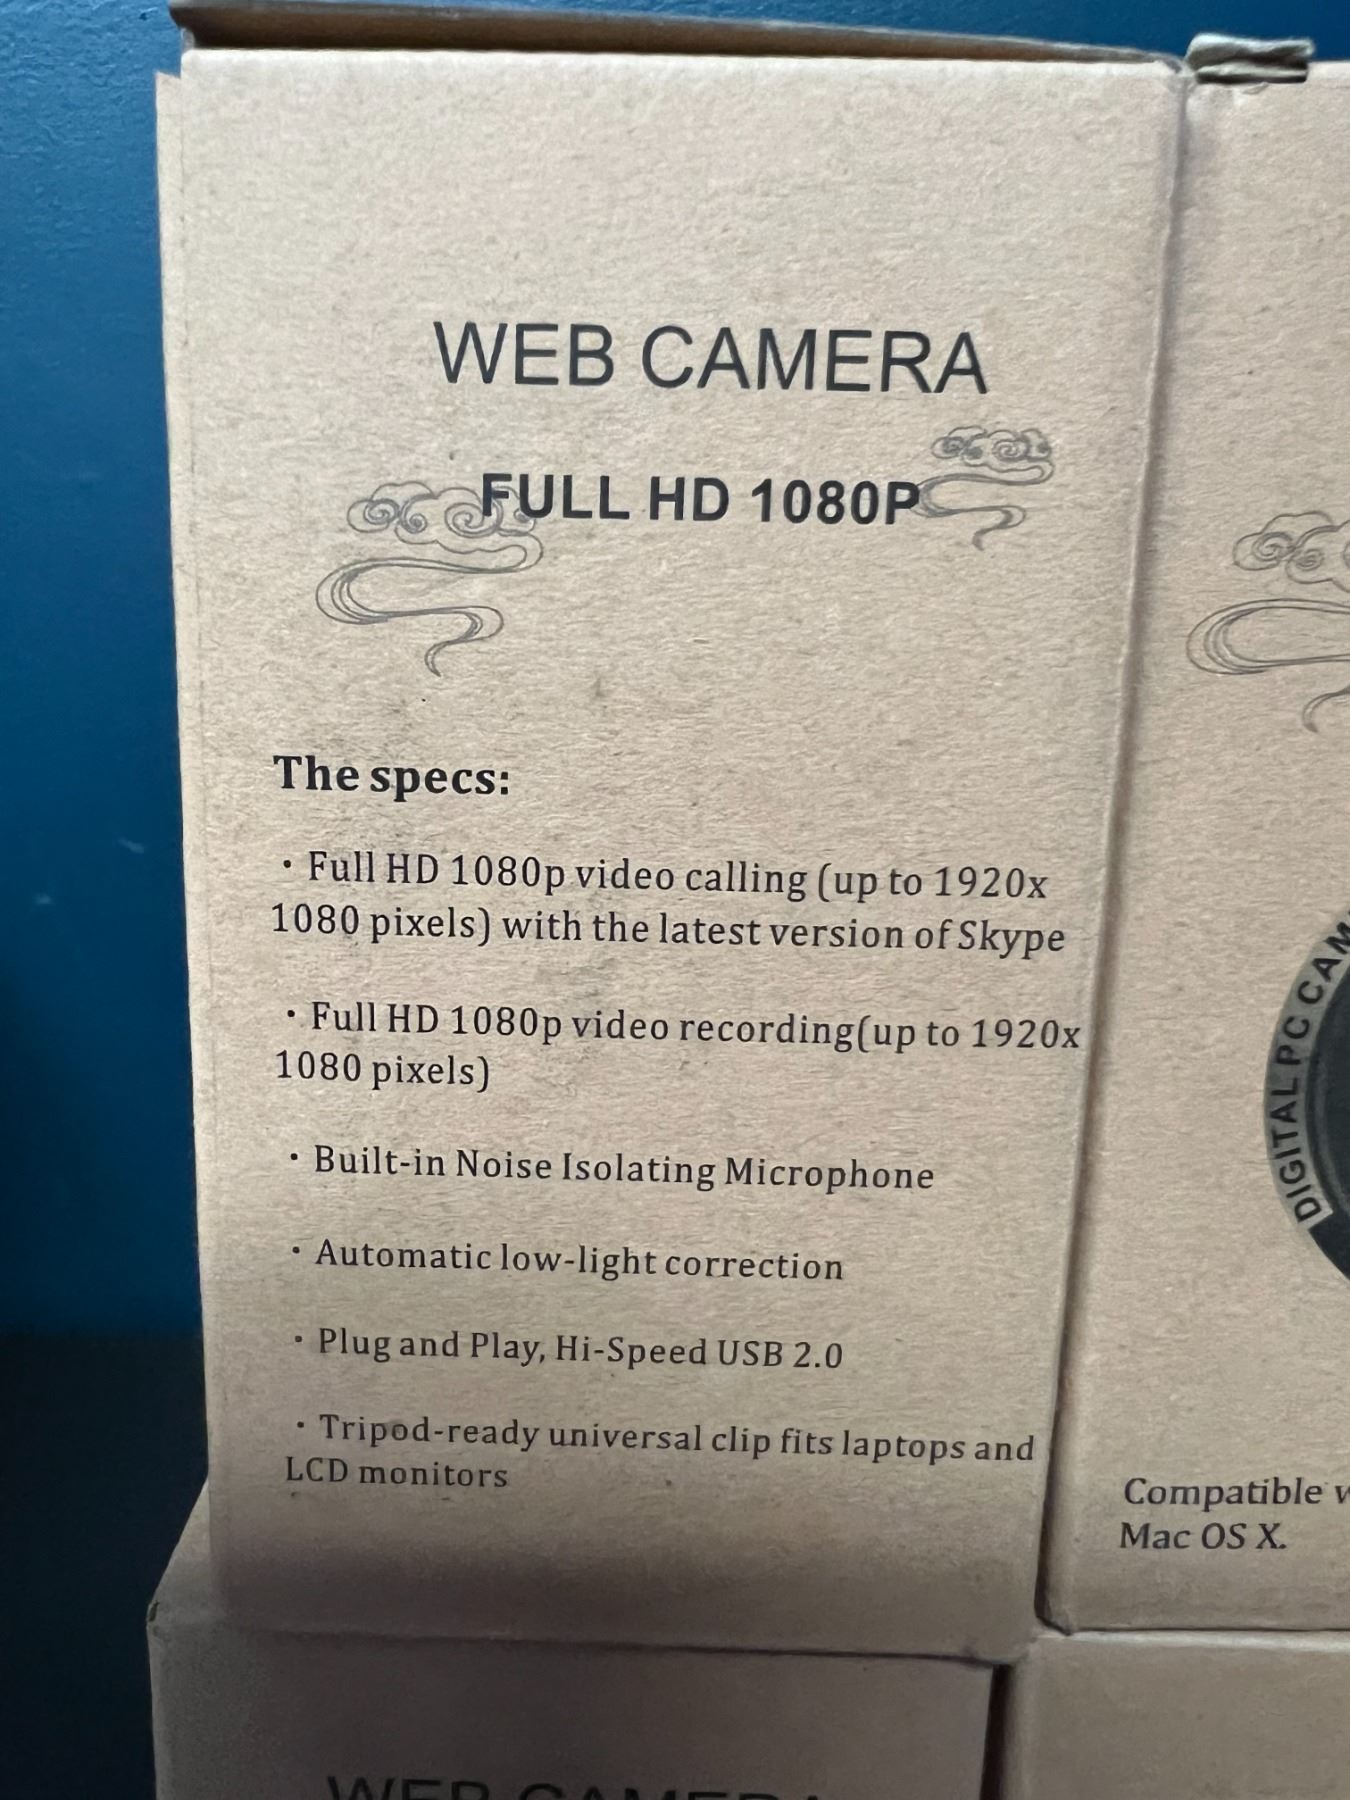 WEB CAMERA
FULL HD 1080P
The specs:
· Full HD 1080p video calling (up to 1920x
1080 pixels) with the latest version of Skype
· Full HD 1080p video recording(up to 1920x
1080 pixels)
· Built-in Noise Isolating Microphone
· Automatic low-light correction
· Plug and Play, Hi-Speed USB 2.0
· Tripod-ready universal clip fits laptops and
LCD monitors
DIGITAL PC CAM
Compatible w
Mac OS X.
WEB CAMERA